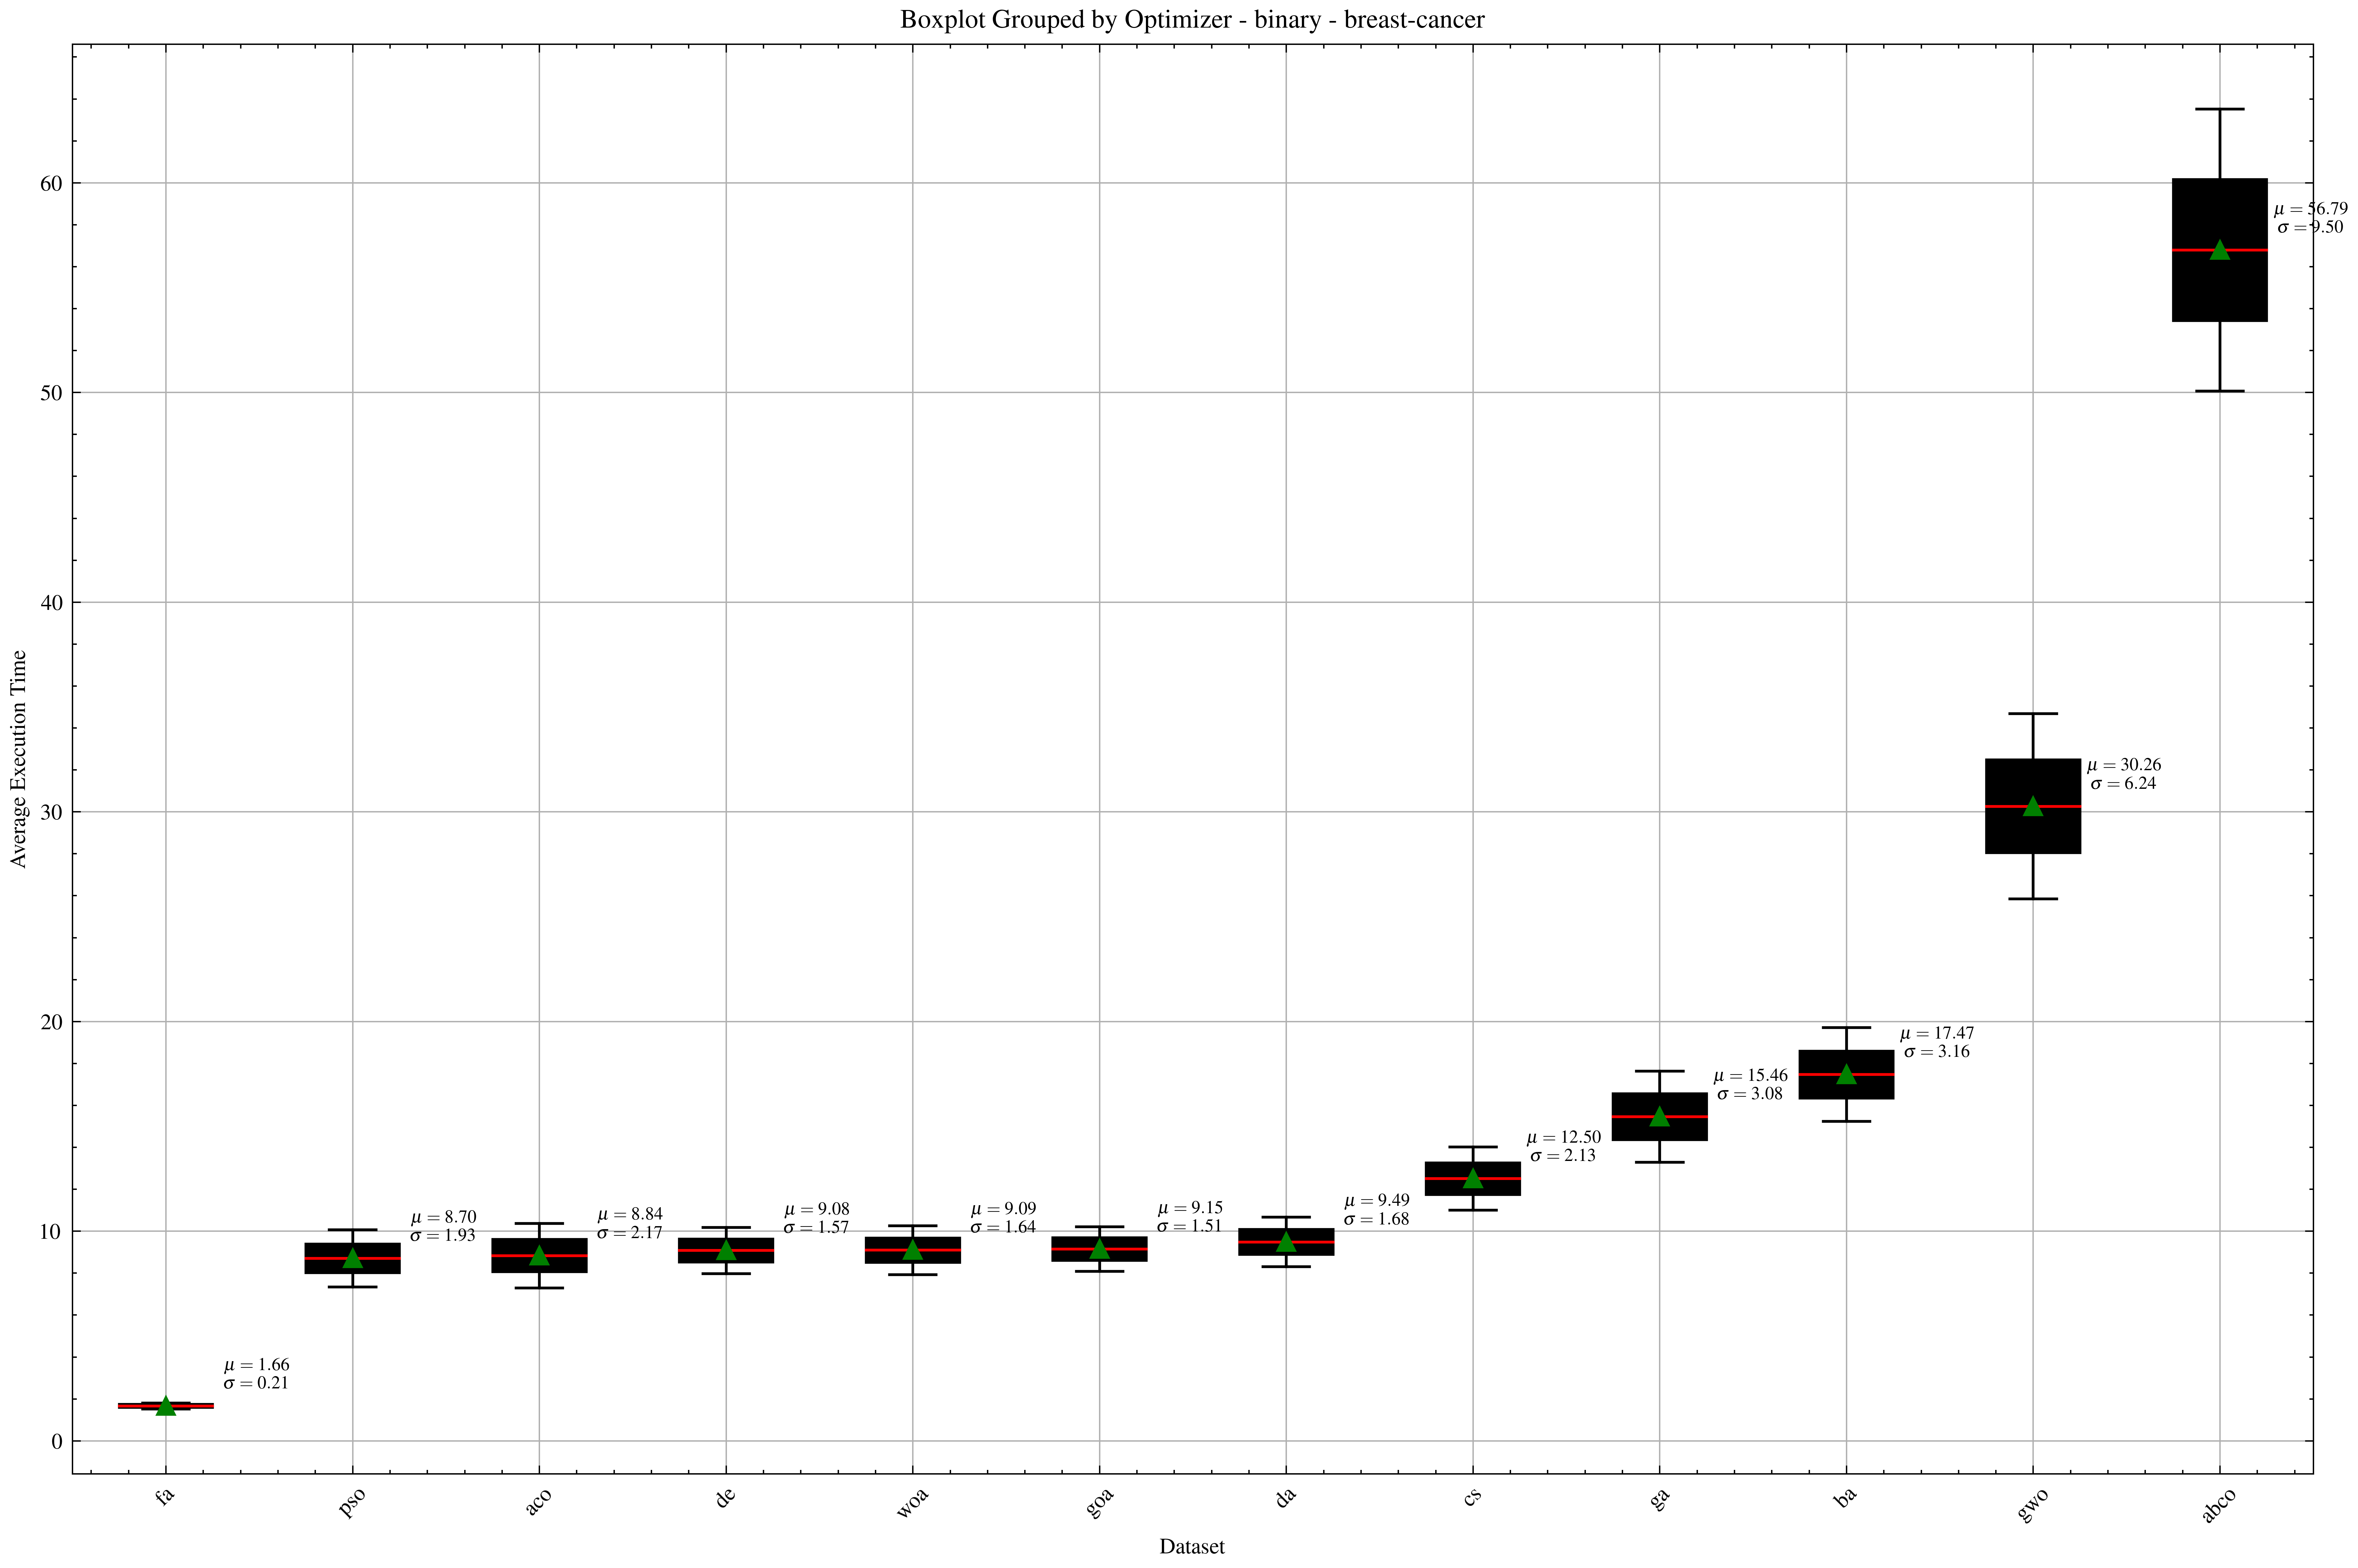 Boxplot Grouped by Optimizer - binary - breast-cancer
Average Execution Time
60
50
40
30
20
10
0
μ = 1.66
σ = 0.21
μ = 8.70
σ = 1.93
μ = 8.84
σ = 2.17
μ = 9.08
σ = 1.57
μ = 9.09
σ = 1.64
μ = 9.15
σ = 1.51
μ = 9.49
σ = 1.68
μ = 12.50
σ = 2.13
μ = 15.46
σ = 3.08
μ = 17.47
σ = 3.16
μ = 30.26
σ = 6.24
μ = 56.79
σ = 9.50
fa
pso
aco
de
woa
goa
da
cs
ga
ba
gwo
abco
Dataset